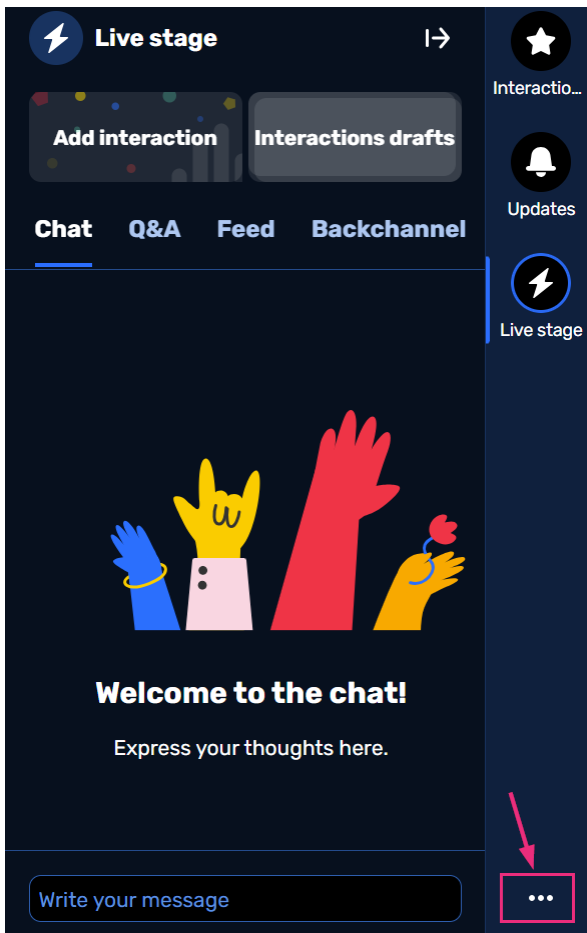 Live stage
Add interaction
Interactions drafts
Chat Q&A Feed Backchannel
W
Welcome to the chat!
Express your thoughts here.
Write your message
Interactio...
Updates
Live stage